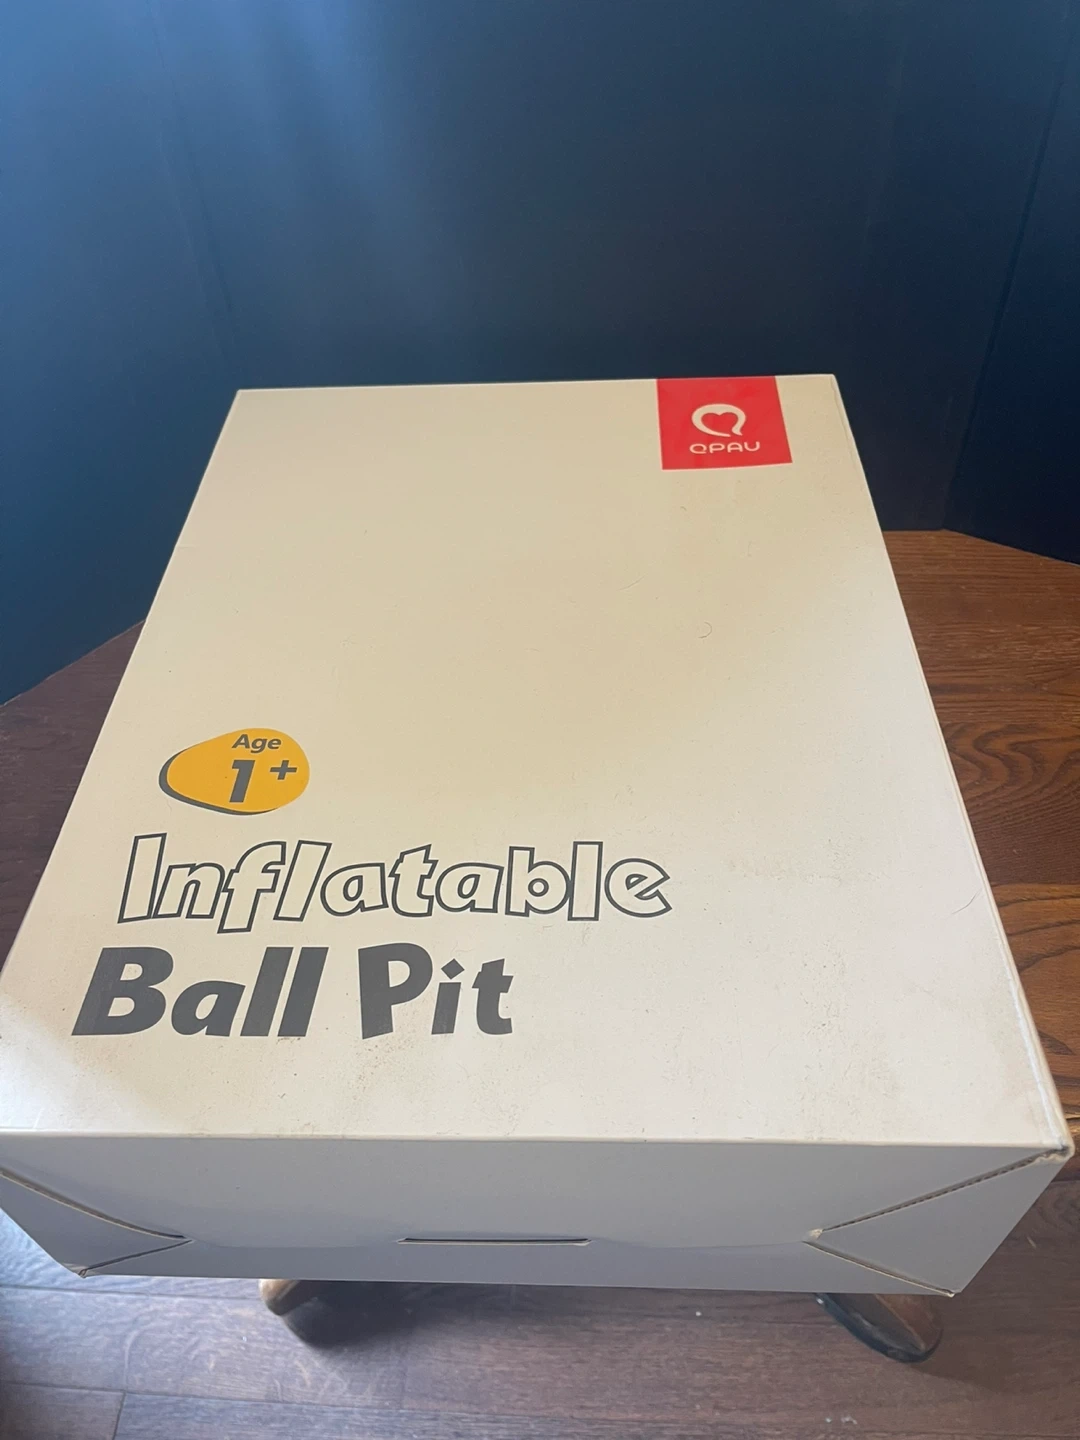 QPAU
Age
1+
Inflatable
Ball Pit